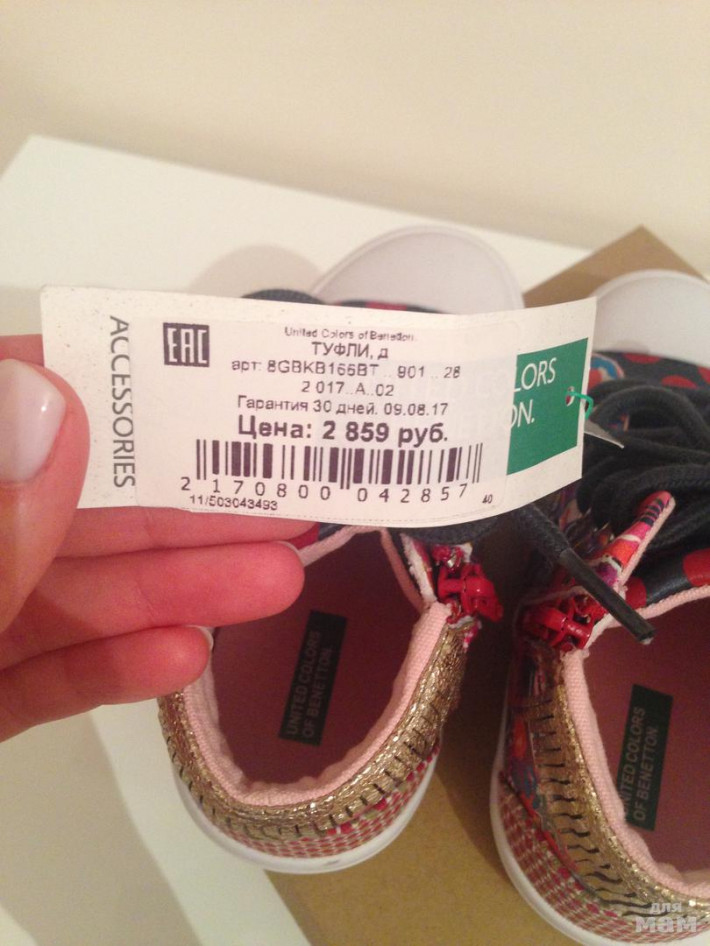 ACCESSORIES
EAC
United Colors of Benetton.
ТУФЛИ, д
арт: 8GBKB166BT .. 901 .. 28
2 017..A..02
Гарантия 30 дней. 09.08.17
Цена: 2 859 руб.
2 170800 042857
40
11/503043493
COLORS
ON.
UNITED COLORS
OF BENETTON.
UNITED COLORS
OF BENETTON.
для
мам